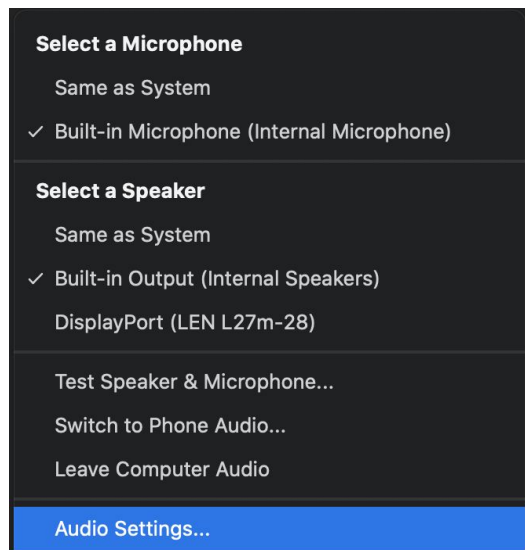 Select a Microphone
Same as System
✓ Built-in Microphone (Internal Microphone)
Select a Speaker
Same as System
✓ Built-in Output (Internal Speakers)
DisplayPort (LEN L27m-28)
Test Speaker & Microphone...
Switch to Phone Audio...
Leave Computer Audio
Audio Settings...